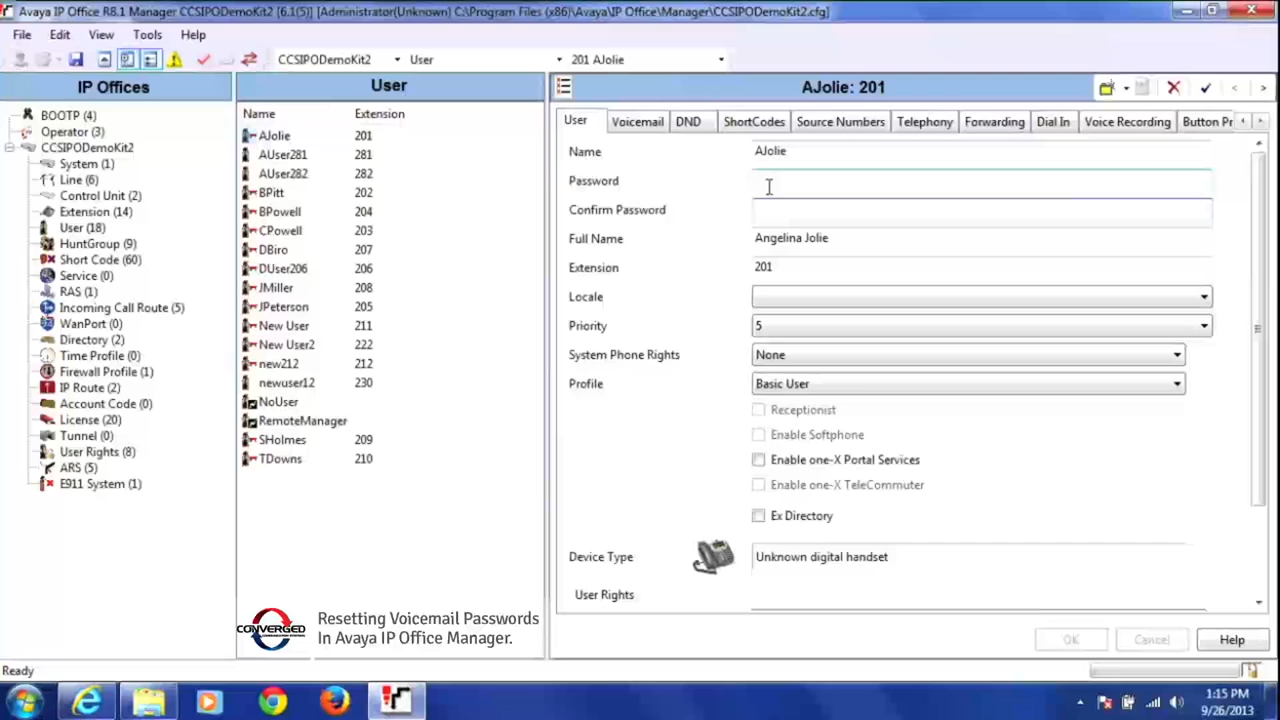 Avaya IP Office R8.1 Manager CCSIPODemoKit2 [6.1(5)] [Administrator(Unknown) C:\Program Files (x86)\Avaya\IP Office\Manager\CCSIPODemoKit2.cfg]
File Edit View Tools Help
CCSIPODemoKit2 User 201 AJolie
IP Offices
BOOTP (4)
Operator (3)
CCSIPODemoKit2
System (1)
Line (6)
Control Unit (2)
Extension (14)
User (18)
HuntGroup (9)
Short Code (60)
Service (0)
RAS (1)
Incoming Call Route (5)
WanPort (0)
Directory (2)
Time Profile (0)
Firewall Profile (1)
IP Route (2)
Account Code (0)
License (20)
Tunnel (0)
User Rights (8)
ARS (5)
E911 System (1)
User
Name Extension
AJolie 201
AUser281 281
AUser282 282
BPitt 202
BPowell 204
CPowell 203
DBiro 207
DUser206 206
JMiller 208
JPeterson 205
New User 211
New User2 222
new212 212
newuser12 230
NoUser
RemoteManager
SHolmes 209
TDowns 210
CONVERGED
Resetting Voicemail Passwords
In Avaya IP Office Manager.
AJolie: 201
User Voicemail DND ShortCodes Source Numbers Telephony Forwarding Dial In Voice Recording Button Pr
Name AJolie
Password
Confirm Password
Full Name Angelina Jolie
Extension 201
Locale
Priority 5
System Phone Rights None
Profile Basic User
Receptionist
Enable Softphone
Enable one-X Portal Services
Enable one-X TeleCommuter
Ex Directory
Device Type Unknown digital handset
User Rights
OK Cancel Help
Ready
1:15 PM
9/26/2013